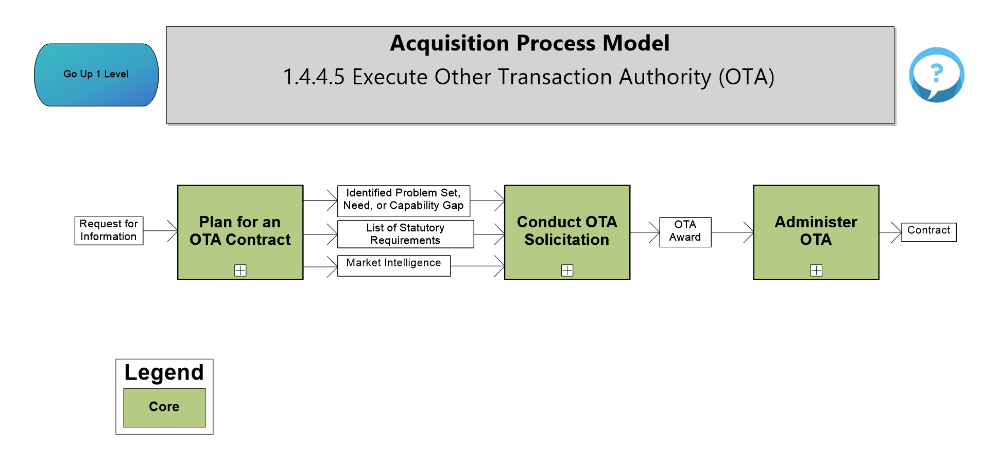 Acquisition Process Model
Go Up 1 Level
1.4.4.5 Execute Other Transaction Authority (OTA)
?
Request for
Information
Plan for an
OTA Contract
Identified Problem Set,
Need, or Capability Gap
List of Statutory
Requirements
Market Intelligence
Conduct OTA
Solicitation
OTA
Award
Administer
OTA
Contract
Legend
Core